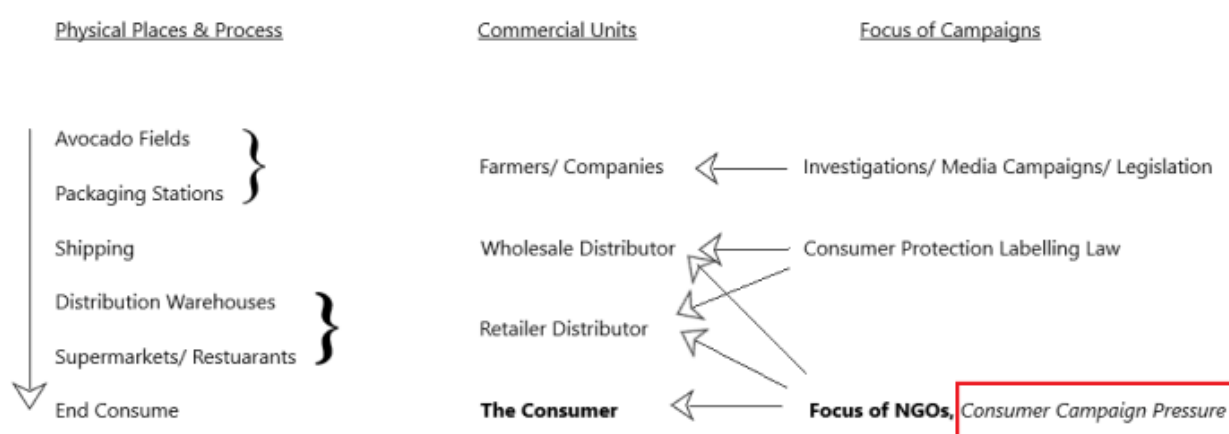 Physical Places & Process
Commercial Units
Focus of Campaigns
Avocado Fields
Packaging Stations
Farmers/ Companies
Investigations/ Media Campaigns/ Legislation
Shipping
Wholesale Distributor
Consumer Protection Labelling Law
Distribution Warehouses
Retailer Distributor
Supermarkets/ Restuarants
End Consume
The Consumer
Focus of NGOs, Consumer Campaign Pressure